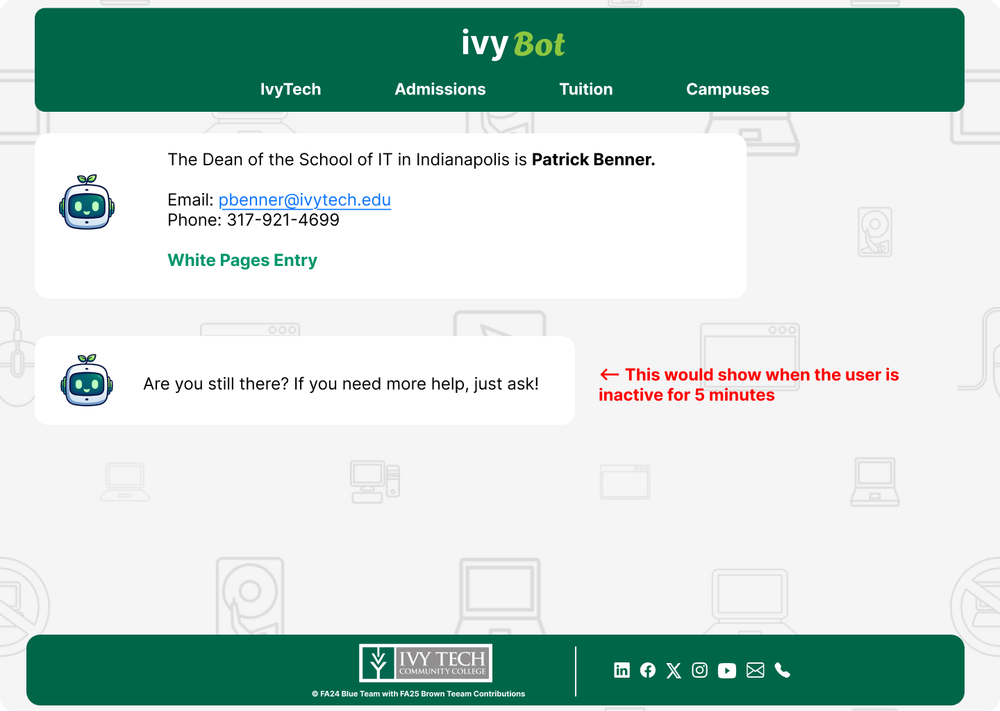 ivy Bot
IvyTech Admissions Tuition Campuses
The Dean of the School of IT in Indianapolis is Patrick Benner.
Email: pbenner@ivytech.edu
Phone: 317-921-4699
White Pages Entry
Are you still there? If you need more help, just ask!
<- This would show when the user is
inactive for 5 minutes
IVY TECH
COMMUNITY COLLEGE
© FA24 Blue Team with FA25 Brown Teeam Contributions